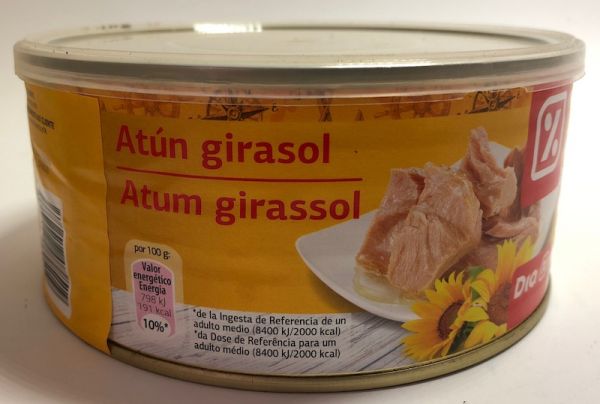 Atún girasol
Atum girassol
por 100 g:
Valor
energético
Energia
798 kJ
191 kcal
10%*
*de la Ingesta de Referencia de un
adulto medio (8400 kJ/2000 kcal)
*da Dose de Referência para um
adulto médio (8400 kJ/2000 kcal)
%
Dia